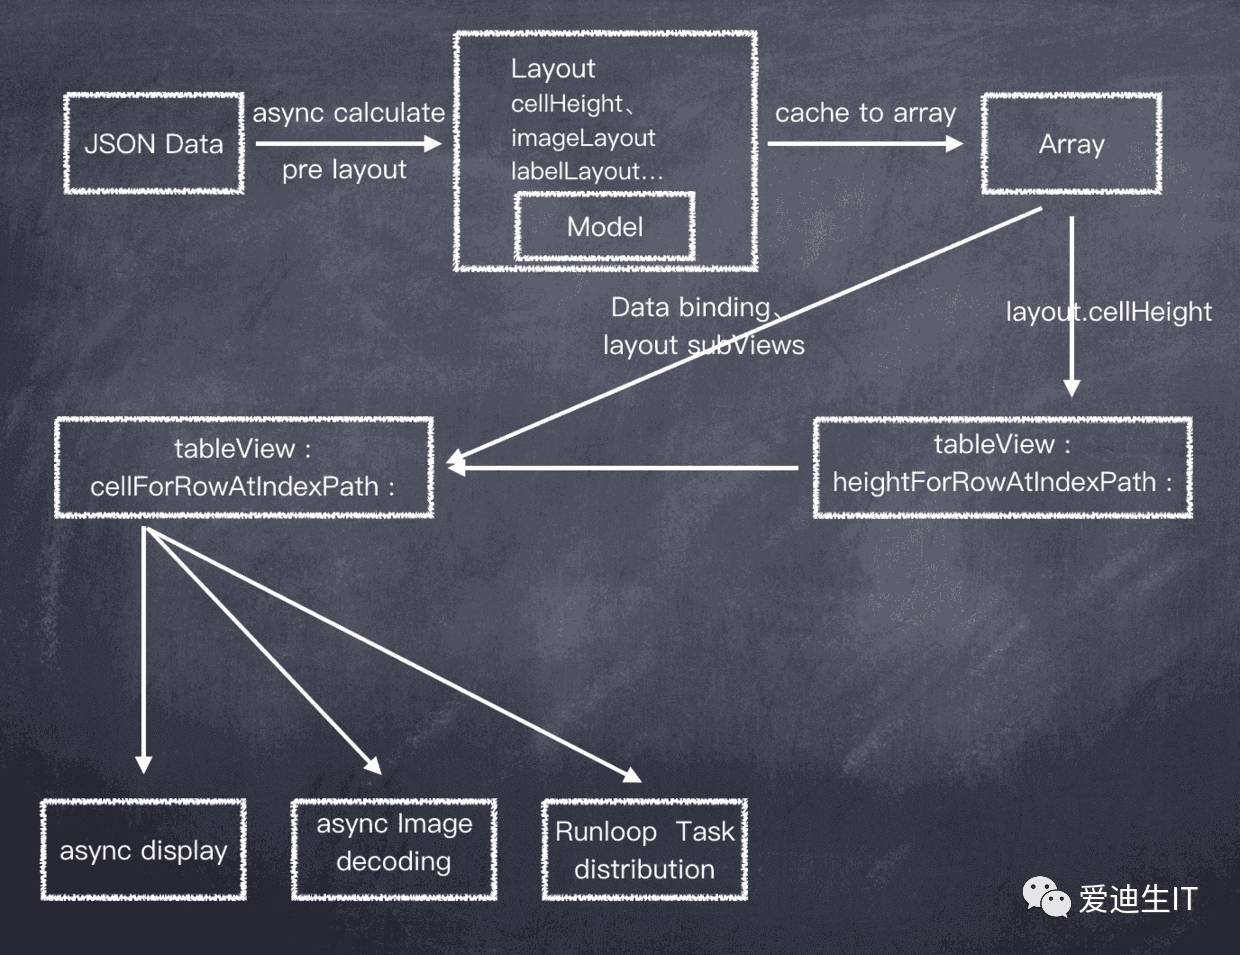 JSON Data
async calculate
pre layout
Layout
cellHeight、
imageLayout
labelLayout...
Model
cache to array
Array
Data binding、
layout subViews
layout.cellHeight
tableView：
cellForRowAtIndexPath：
tableView：
heightForRowAtIndexPath：
async display
async Image
decoding
Runloop Task
distribution
爱迪生IT